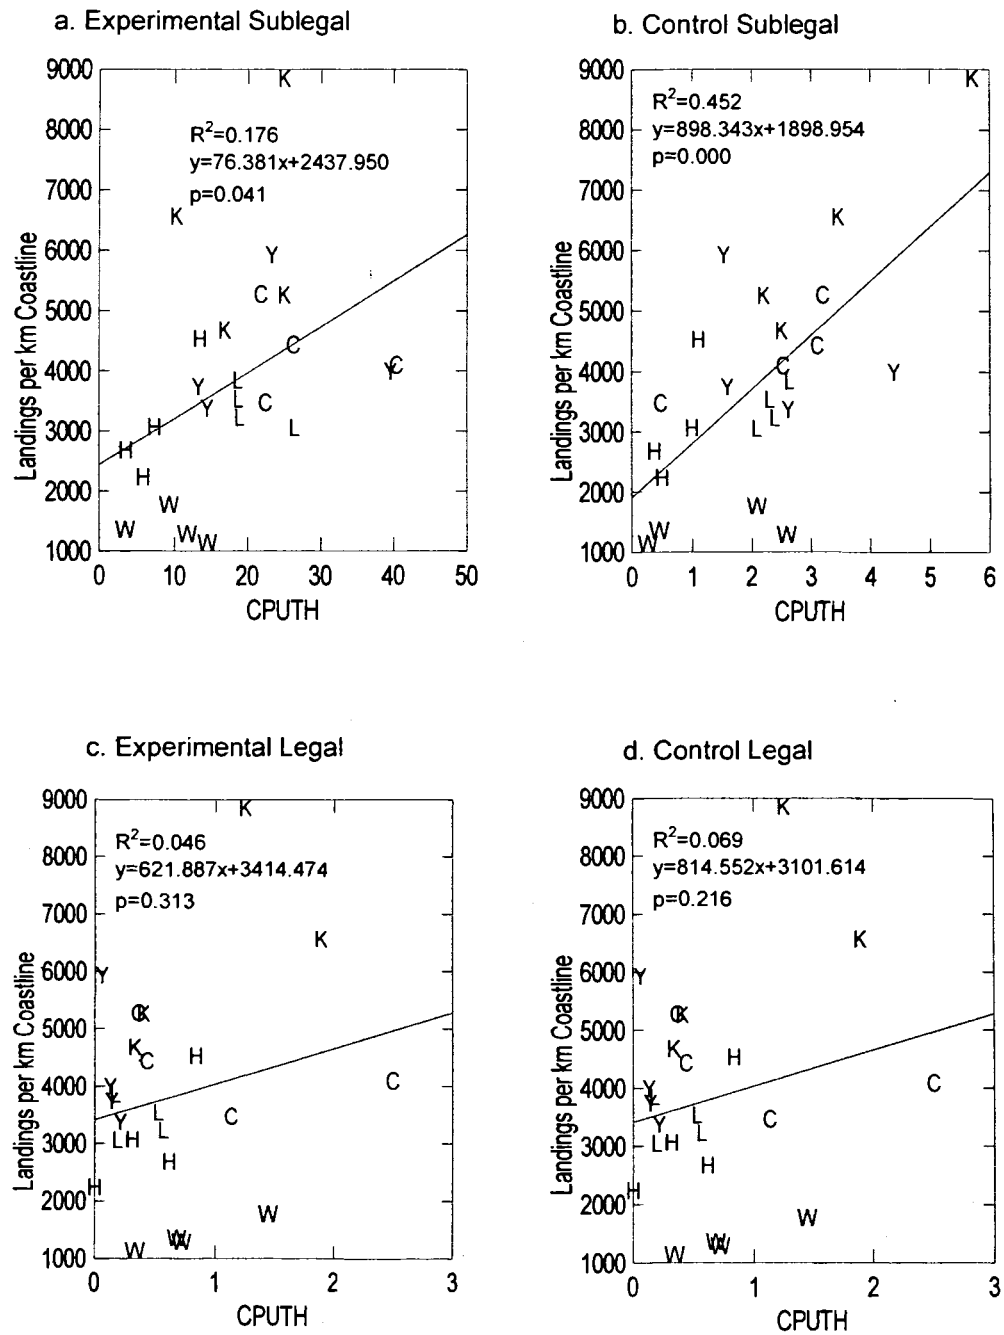 a. Experimental Sublegal
Landings per km Coastline
9000
8000
7000
6000
5000
4000
3000
2000
1000
R²=0.176
y=76.381x+2437.950
p=0.041
K
K
Y
C K
K
H
C
C
Y
L
Y
L
C
Y
L
H
L
H
H
W
W
W
W
0 10 20 30 40 50
CPUTH
b. Control Sublegal
Landings per km Coastline
9000
8000
7000
6000
5000
4000
3000
2000
1000
R²=0.452
y=898.343x+1898.954
p=0.000
K
K
Y
K C
K
H
C
C
Y
L
Y
L
C
Y
L
H
L
H
H
W
W
W
W
0 1 2 3 4 5 6
CPUTH
c. Experimental Legal
Landings per km Coastline
9000
8000
7000
6000
5000
4000
3000
2000
1000
R²=0.046
y=621.887x+3414.474
p=0.313
K
K
Y
C K
K
H
C
Y
C
Y
L
C
Y
L
L H
H
H
W
W W
W
0 1 2 3
CPUTH
d. Control Legal
Landings per km Coastline
9000
8000
7000
6000
5000
4000
3000
2000
1000
R²=0.069
y=814.552x+3101.614
p=0.216
K
K
Y
C K
K
H
C
Y
C
Y
L
C
Y
L
L H
H
H
W
W W
W
0 1 2 3
CPUTH